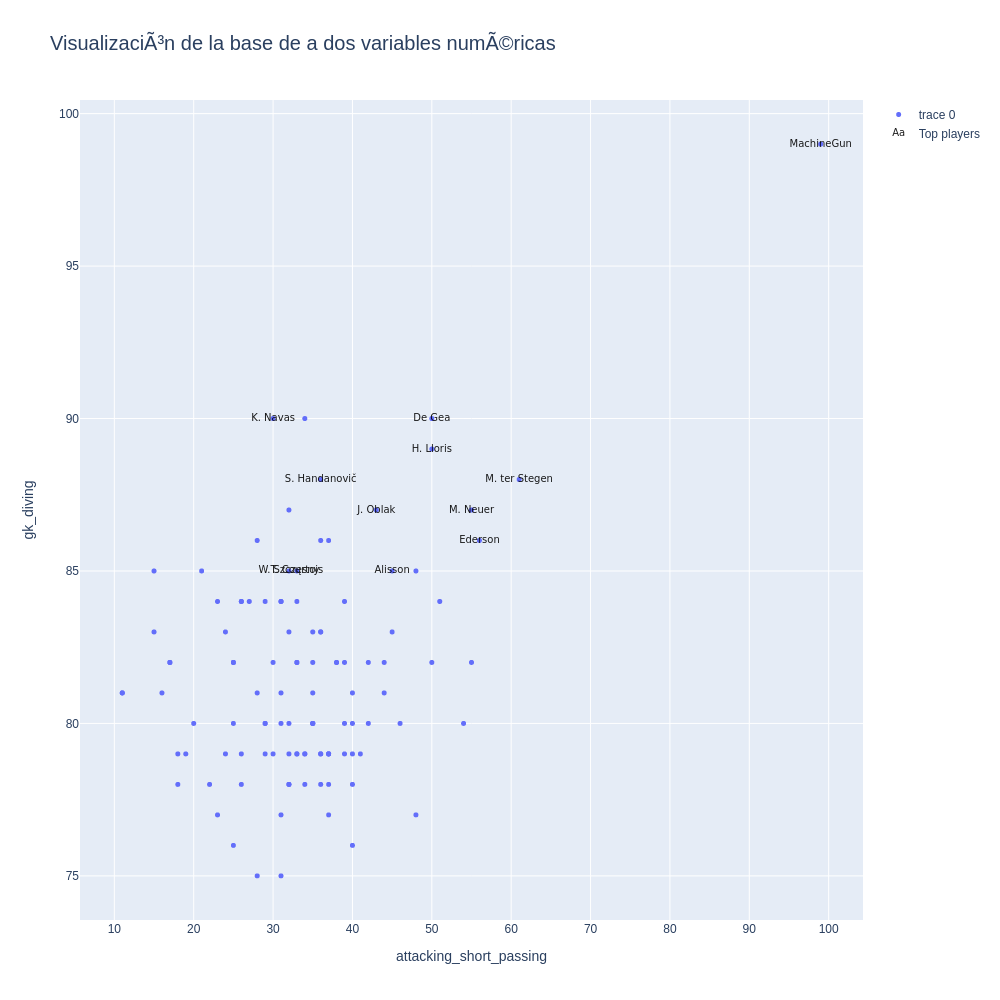 VisualizaciÃ³n de la base de a dos variables numÃ©ricas
trace 0
Aa
Top players
gk_diving
100
95
90
85
80
75
MachineGun
K. Navas
De Gea
H. Lloris
S. Handanovič
M. ter Stegen
J. Oblak
M. Neuer
Ederson
Alisson
10
20
30
40
50
60
70
80
90
100
attacking_short_passing